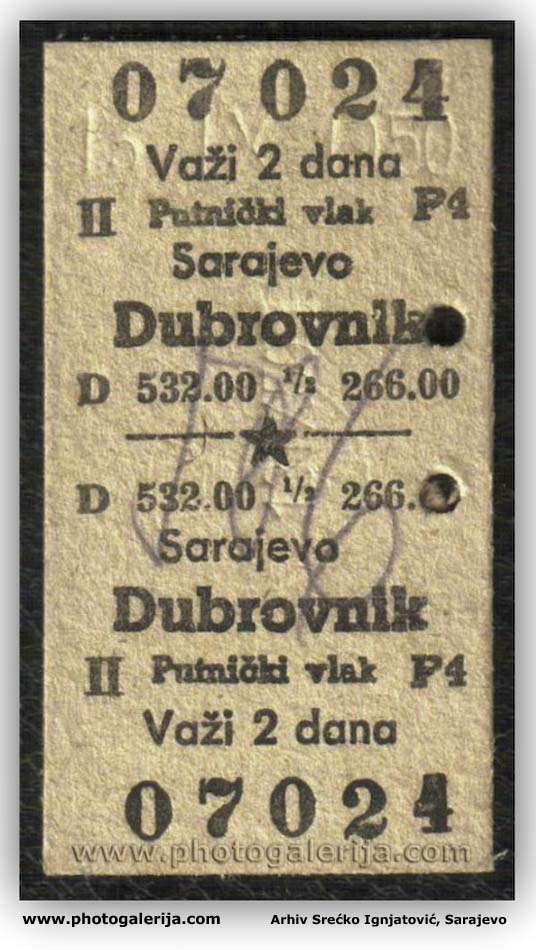 07024
Važi 2 dana
II Putnički vlak P4
Sarajevo
Dubrovnik
D 532.00 1/2 266.00
D 532.00 1/2 266.
Sarajevo
Dubrovnik
II Putnički vlak P4
Važi 2 dana
07024
www.photogalerija.com
www.photogalerija.com Arhiv Srećko Ignjatović, Sarajevo